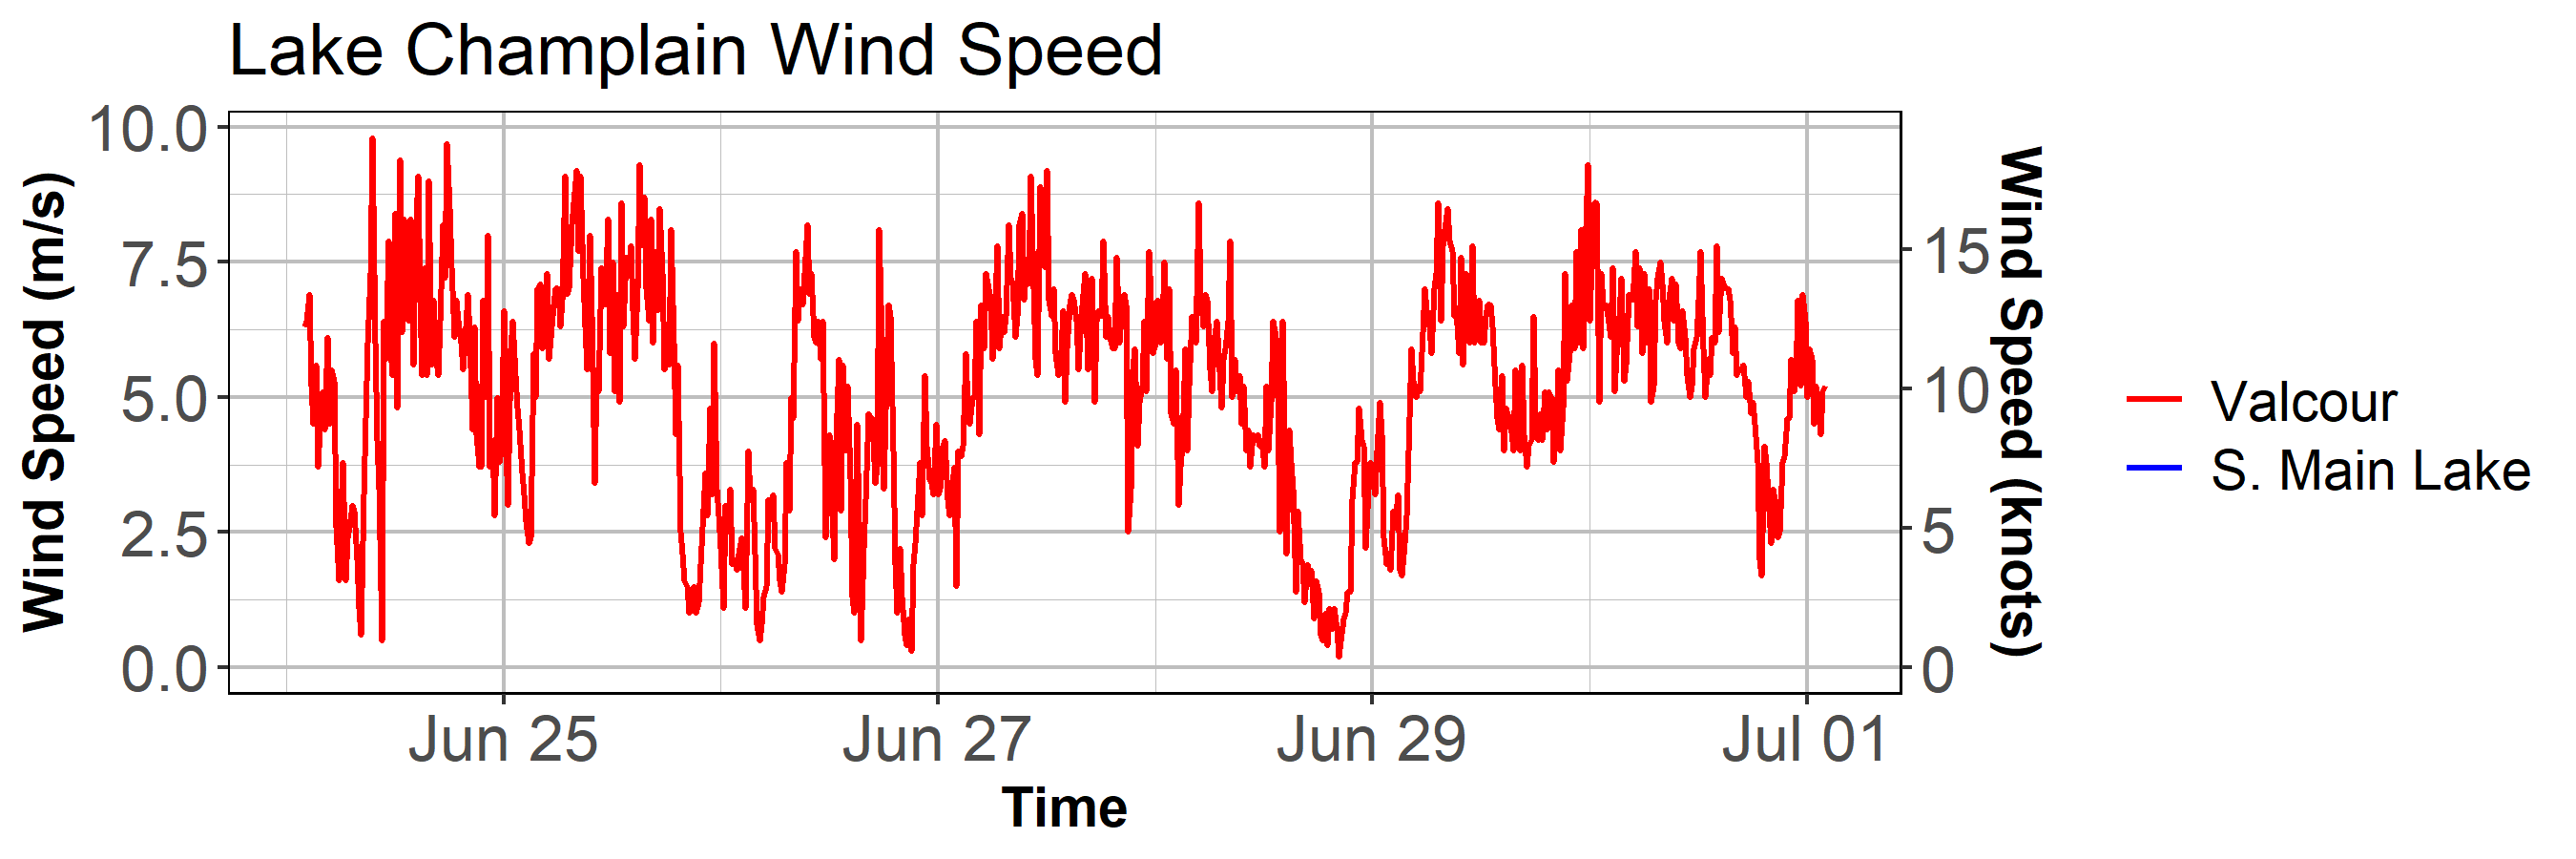 Lake Champlain Wind Speed
Wind Speed (m/s)
10.0
7.5
5.0
2.5
0.0
Jun 25
Jun 27
Jun 29
Jul 01
Time
15
10
5
0
Wind Speed (knots)
Valcour
S. Main Lake